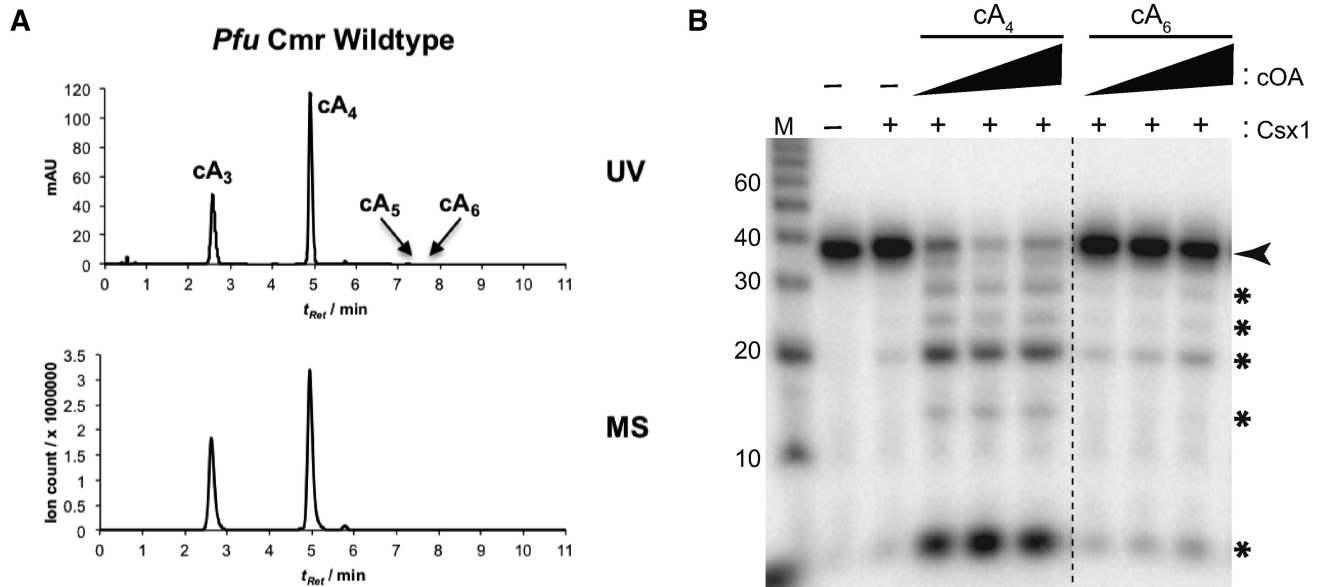 A
Pfu Cmr Wildtype
120
100
80
60
40
20
0
mAU
cA3
cA4
cA5
cA6
0 1 2 3 4 5 6 7 8 9 10 11
tRet / min
UV
3.5
3
2.5
2
1.5
1
0.5
0
Ion count / x 1000000
0 1 2 3 4 5 6 7 8 9 10 11
tRet / min
MS
B
cA4 cA6
– – : cOA
M – + + + + + + + : Csx1
60
40
30
20
10
*
*
*
*
*